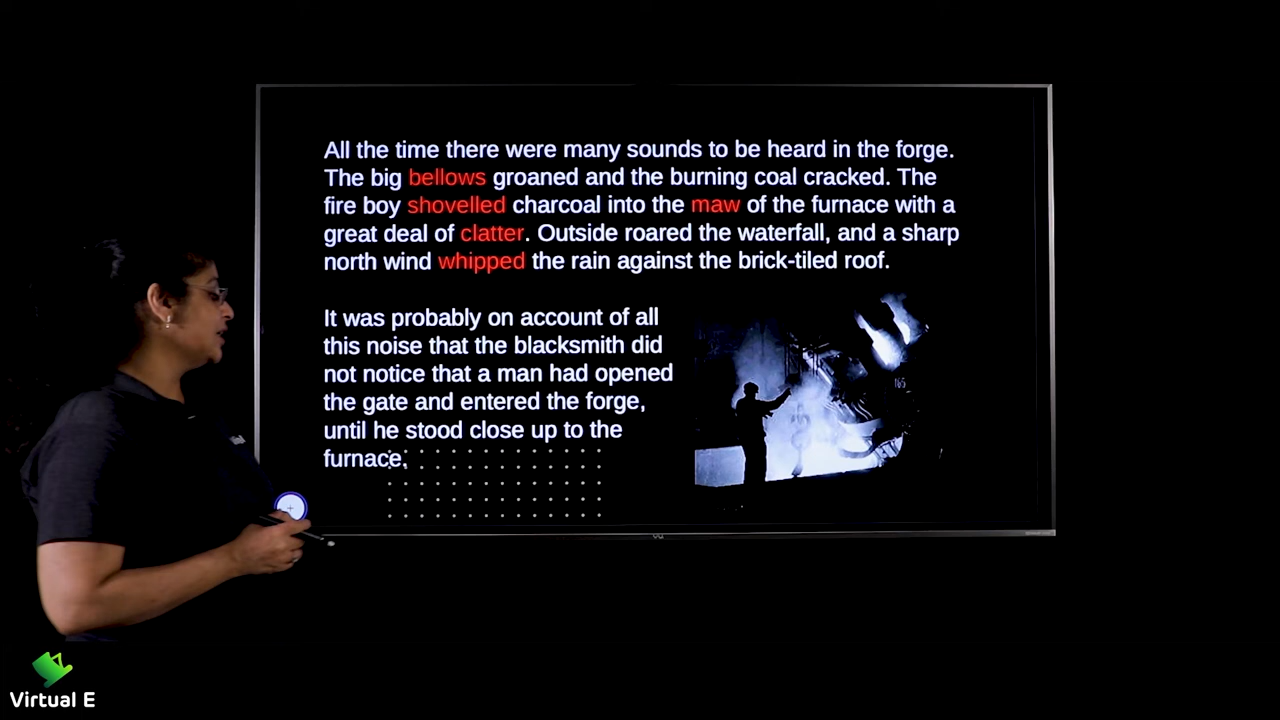 All the time there were many sounds to be heard in the forge.
The big bellows groaned and the burning coal cracked. The
fire boy shovelled charcoal into the maw of the furnace with a
great deal of clatter. Outside roared the waterfall, and a sharp
north wind whipped the rain against the brick-tiled roof.
It was probably on account of all
this noise that the blacksmith did
not notice that a man had opened
the gate and entered the forge,
until he stood close up to the
furnace.
Virtual E